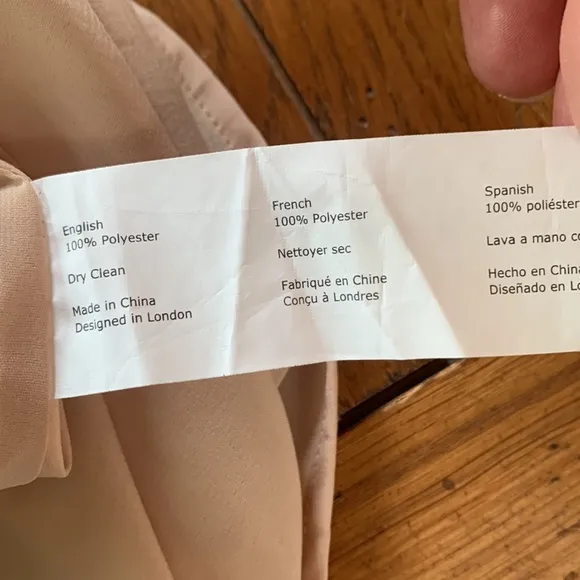 English
100% Polyester
Dry Clean
Made in China
Designed in London
French
100% Polyester
Nettoyer sec
Fabriqué en Chine
Conçu à Londres
Spanish
100% poliéster
Lava a mano
Hecho en China
Diseñado en